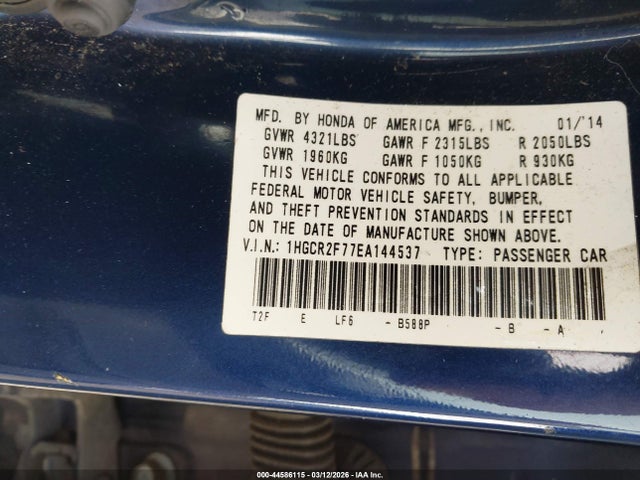 MFD. BY HONDA OF AMERICA MFG., INC. 01/'14
GVWR 4321LBS GAWR F 2315LBS R 2050LBS
GVWR 1960KG GAWR F 1050KG R 930KG
THIS VEHICLE CONFORMS TO ALL APPLICABLE
FEDERAL MOTOR VEHICLE SAFETY, BUMPER,
AND THEFT PREVENTION STANDARDS IN EFFECT
ON THE DATE OF MANUFACTURE SHOWN ABOVE.
V.I.N.: 1HGCR2F77EA144537 TYPE: PASSENGER CAR
T2F E LF6 - B588P - B - A
000-44586115 - 03/12/2026 - IAA Inc.